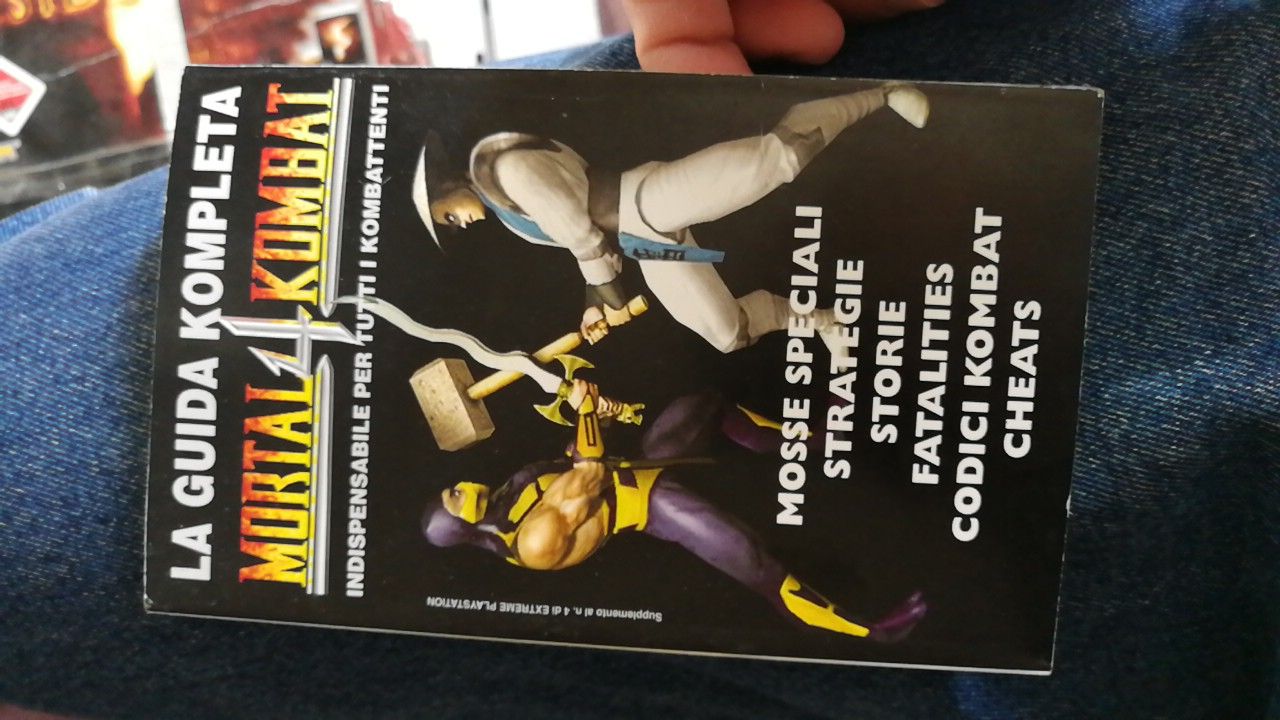 LA GUIDA KOMPLETA
MORTAL 4 KOMBAT
INDISPENSABILE PER TUTTI I KOMBATTENTI
MOSSE SPECIALI
STRATEGIE
STORIE
FATALITIES
CODICI KOMBAT
CHEATS
Supplemento al n. 4 di EXTREME PLAYSTATION